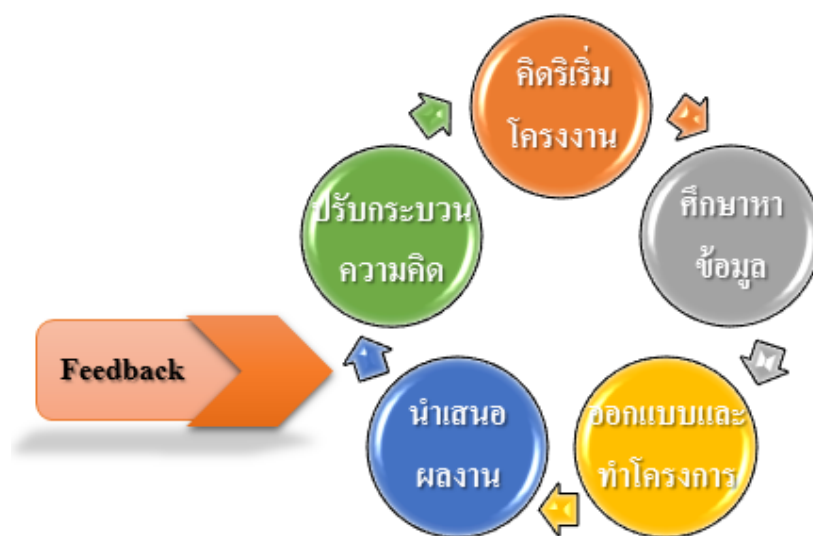 คิดริเริ่ม
โครงงาน
ศึกษาหา
ข้อมูล
ออกแบบและ
ทำโครงการ
นำเสนอ
ผลงาน
ปรับกระบวน
ความคิด
Feedback